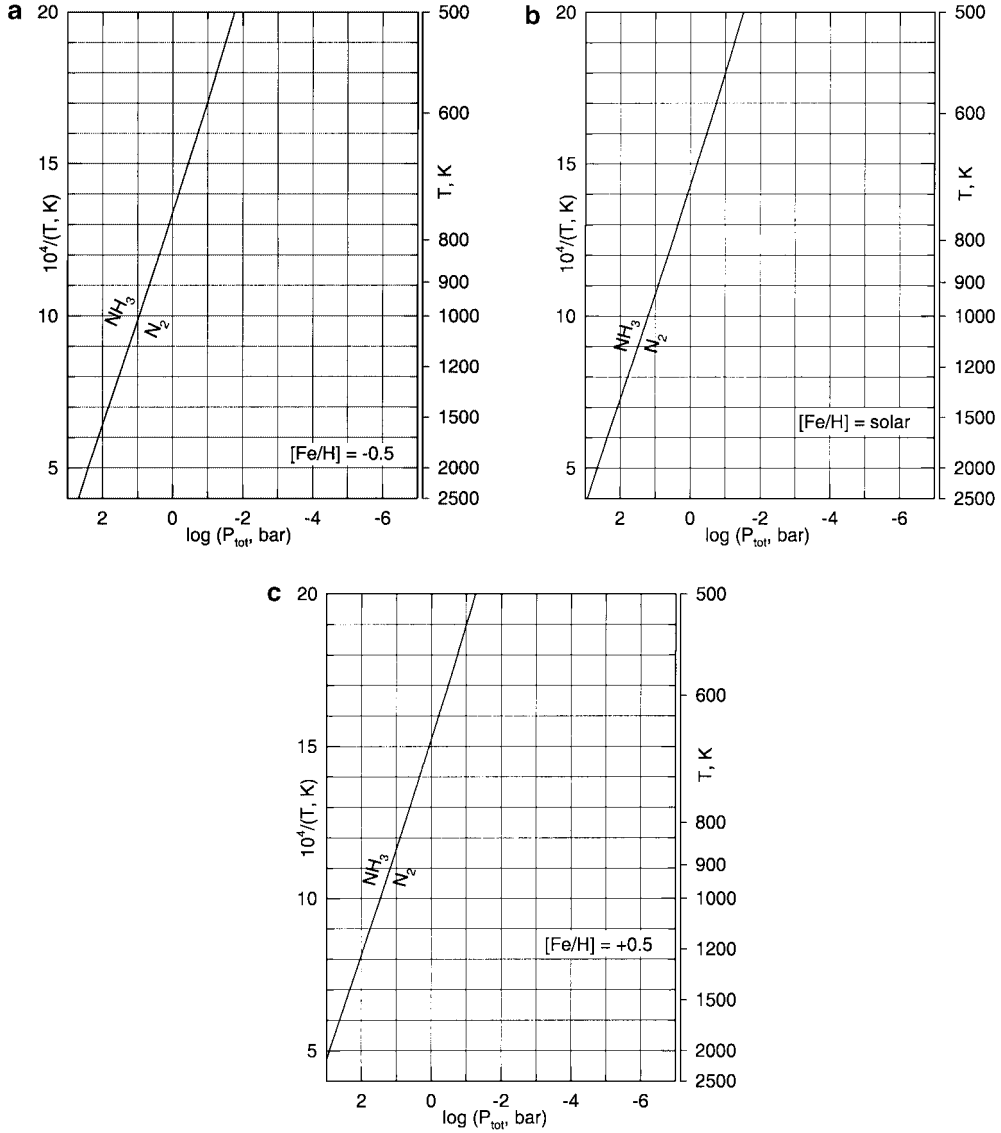 a
20
15
10
5
10⁴/(T, K)
NH₃
N₂
[Fe/H] = -0.5
500
600
800
900
1000
1200
1500
2000
2500
T, K
2 0 -2 -4 -6
log (Pₜₒₜ, bar)
b
20
15
10
5
10⁴/(T, K)
NH₃
N₂
[Fe/H] = solar
500
600
800
900
1000
1200
1500
2000
2500
T, K
2 0 -2 -4 -6
log (Pₜₒₜ, bar)
c
20
15
10
5
10⁴/(T, K)
NH₃
N₂
[Fe/H] = +0.5
500
600
800
900
1000
1200
1500
2000
2500
T, K
2 0 -2 -4 -6
log (Pₜₒₜ, bar)